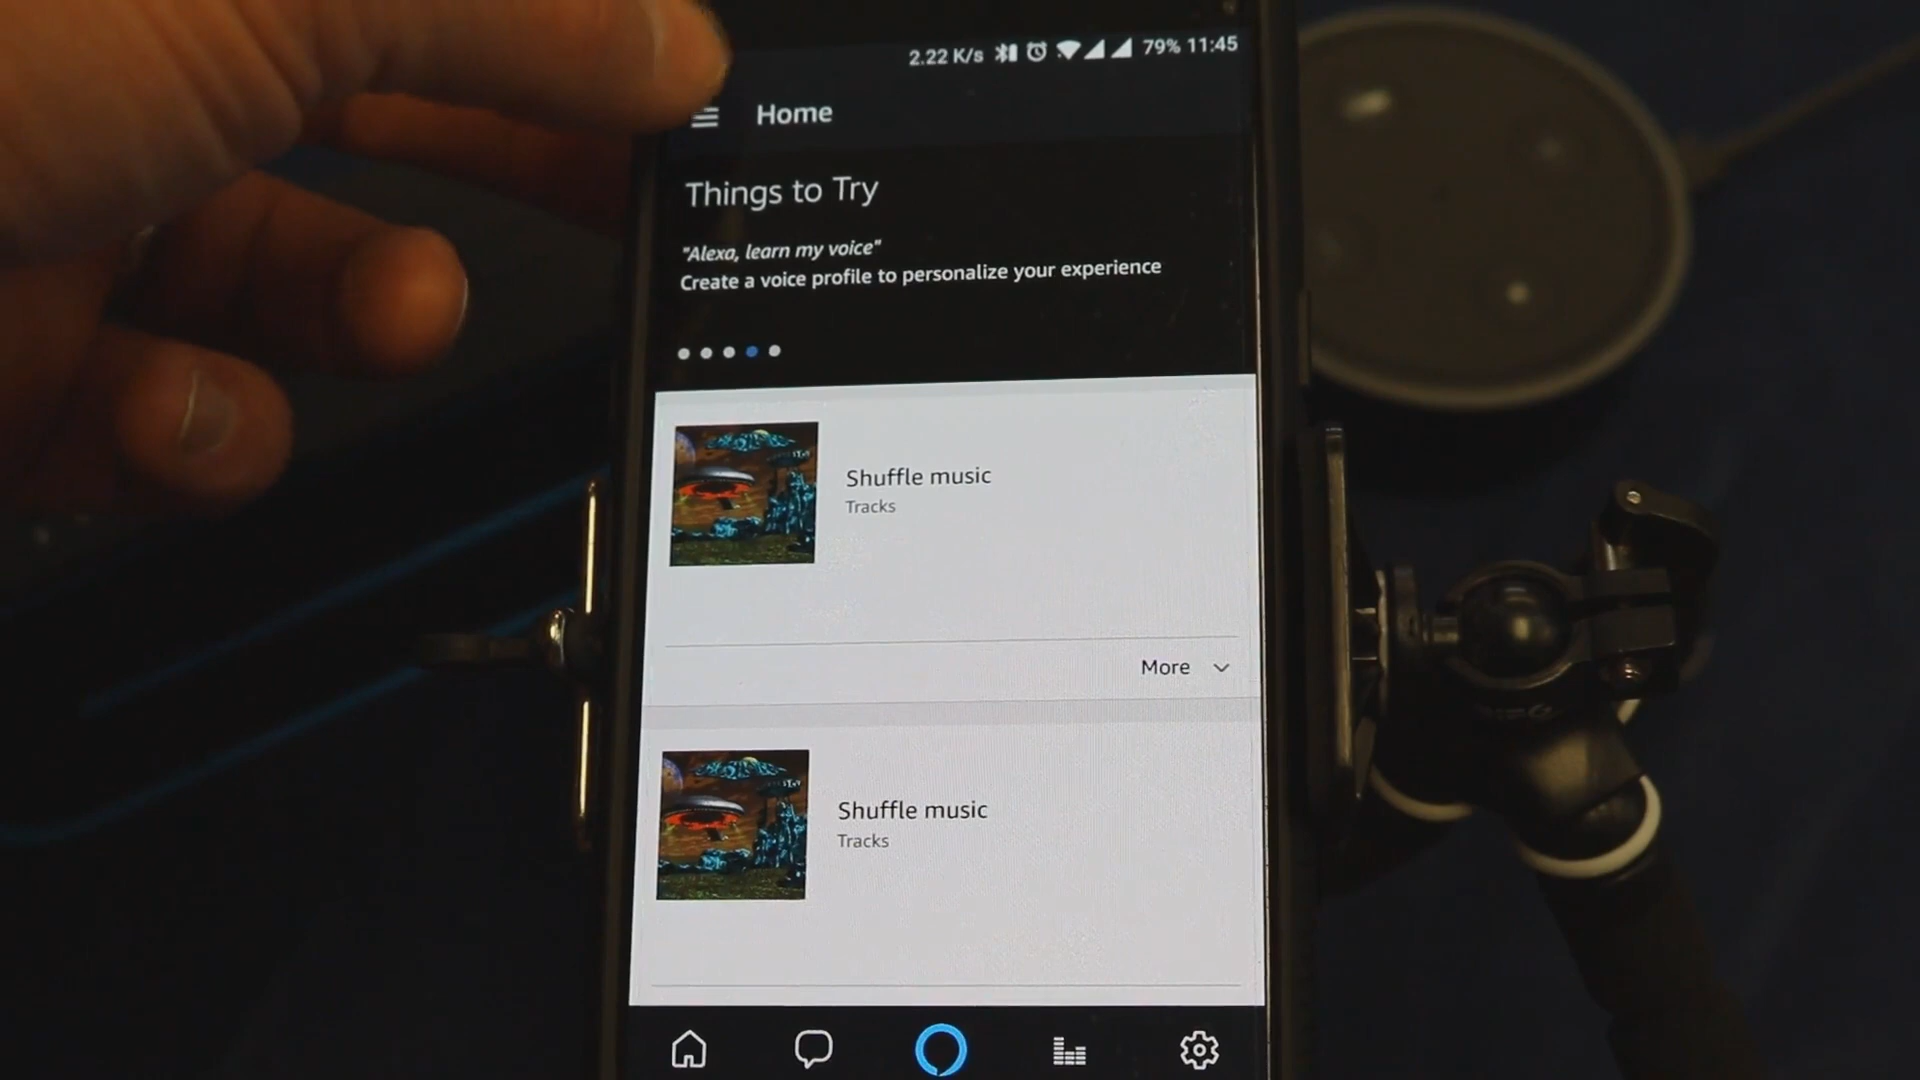 2.22 K/s 79% 11:45
Home
Things to Try
"Alexa, learn my voice"
Create a voice profile to personalize your experience
Shuffle music
Tracks
More
Shuffle music
Tracks